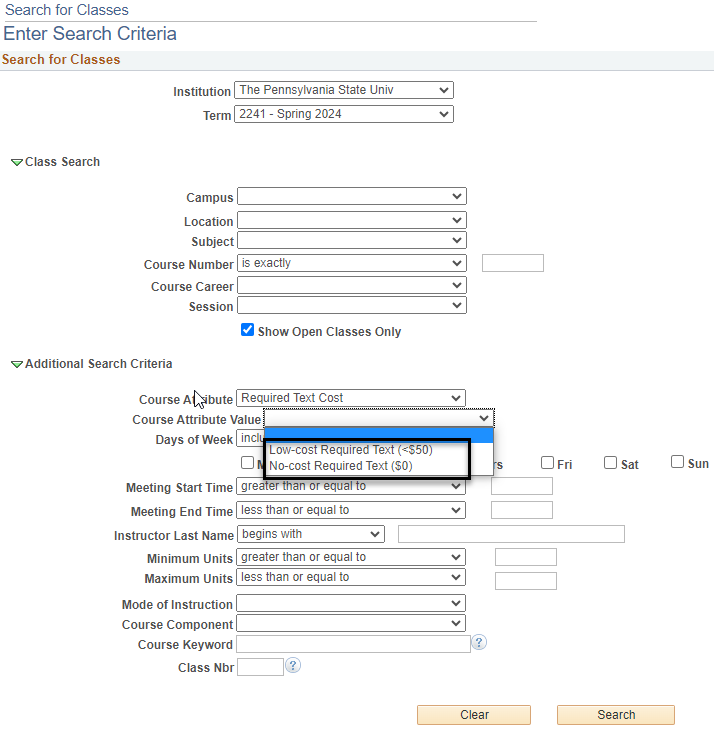 Search for Classes
Enter Search Criteria
Search for Classes
Institution The Pennsylvania State Univ
Term 2241 - Spring 2024
Class Search
Campus
Location
Subject
Course Number is exactly
Course Career
Session
Show Open Classes Only
Additional Search Criteria
Course Attribute Required Text Cost
Course Attribute Value
Days of Week inclu
Low-cost Required Text (<$50)
No-cost Required Text ($0)
M rs Fri Sat Sun
Meeting Start Time greater than or equal to
Meeting End Time less than or equal to
Instructor Last Name begins with
Minimum Units greater than or equal to
Maximum Units less than or equal to
Mode of Instruction
Course Component
Course Keyword ?
Class Nbr ?
Clear Search